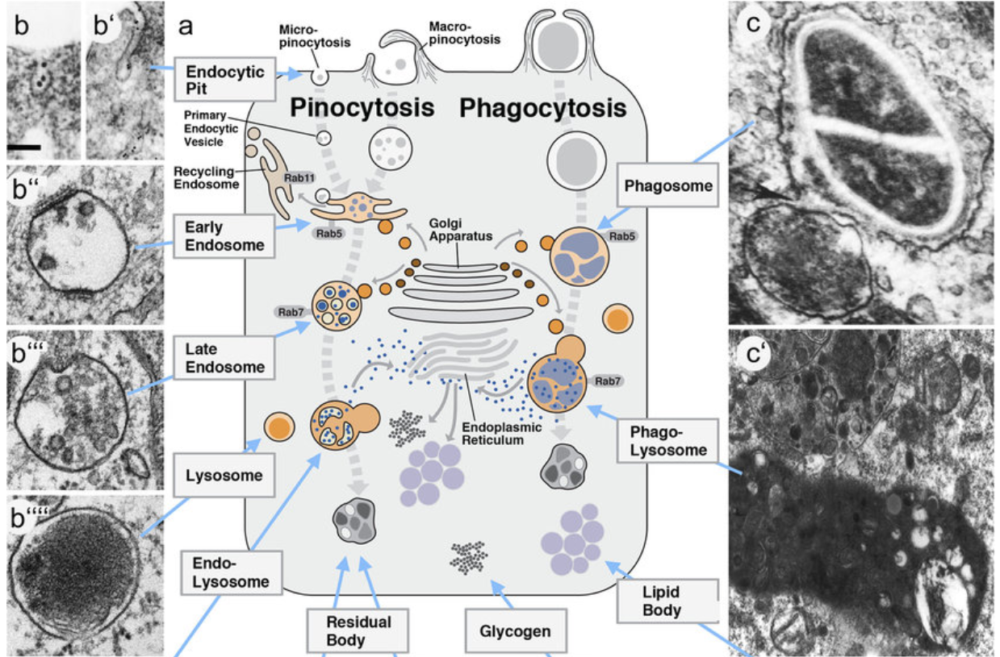 b
b'
a
c
Micro-
pinocytosis
Macro-
pinocytosis
Endocytic
Pit
Pinocytosis
Phagocytosis
Primary
Endocytic
Vesicle
Recycling
Endosome
Rab11
Phagosome
b''
Early
Endosome
Rab5
Golgi
Apparatus
Rab5
Rab7
b'''
Late
Endosome
c'
Rab7
Endoplasmic
Reticulum
Phago-
Lysosome
Lysosome
b''''
Endo-
Lysosome
Residual
Body
Glycogen
Lipid
Body